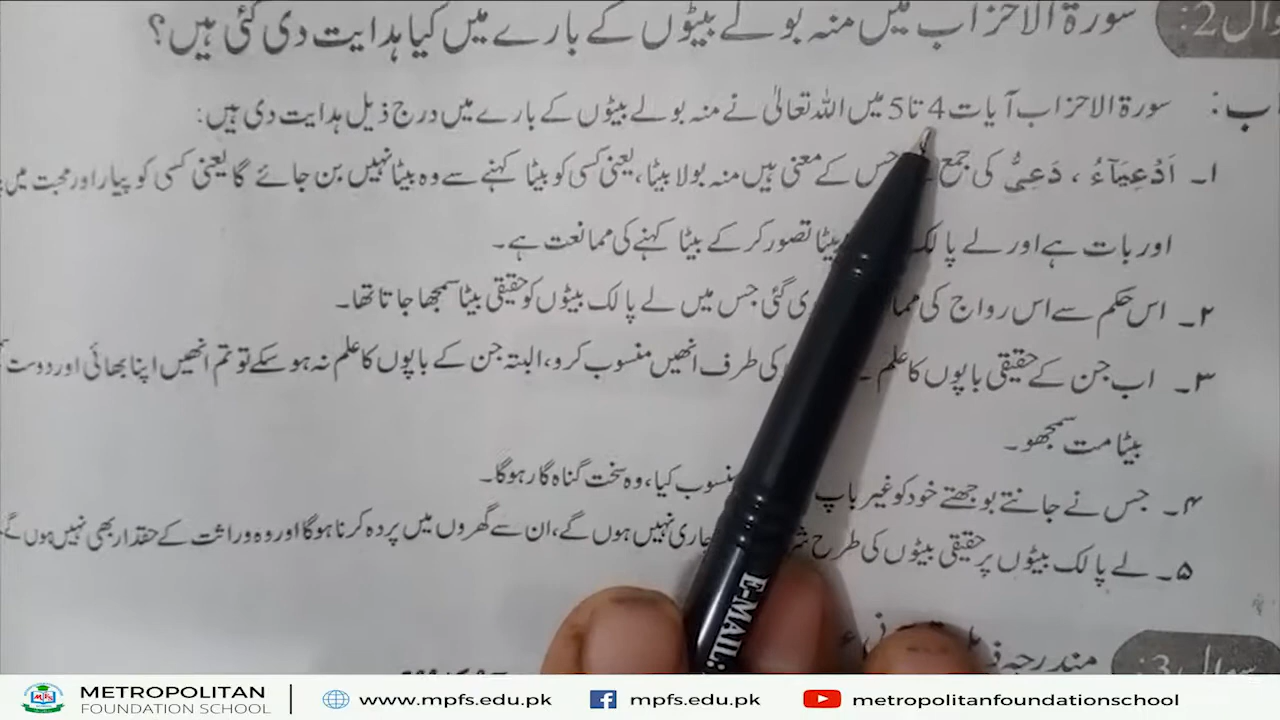 سوال 2: سورۃ الاحزاب میں منہ بولے بیٹوں کے بارے میں کیا ہدایت دی گئی ہیں؟
سورۃ الاحزاب آیات 4 تا 5 میں اللہ تعالیٰ نے منہ بولے بیٹوں کے بارے میں درج ذیل ہدایت دی ہیں:
۱۔ اَدْعِیَآءُ ، دَعِیٌّ کی جمع جس کے معنی ہیں منہ بولا بیٹا، یعنی کسی کو بیٹا کہنے سے وہ بیٹا نہیں بن جائے گا یعنی کسی کو پیار اور محبت میں
اور بات ہے اور لے پالک بیٹا تصور کر کے بیٹا کہنے کی ممانعت ہے۔
۲۔ اس حکم سے اس رواج کی گئی جس میں لے پالک بیٹوں کو حقیقی بیٹا سمجھا جاتا تھا۔
۳۔ اب جن کے حقیقی باپوں کا علم کی طرف انھیں منسوب کرو، البتہ جن کے باپوں کا علم نہ ہو سکے تو تم انھیں اپنا بھائی اور دوست
بیٹا مت سمجھو۔
۴۔ جس نے جانتے بوجھتے خود کو غیر باپ منسوب کیا، وہ سخت گناہ گار ہوگا۔
۵۔ لے پالک بیٹوں پر حقیقی بیٹوں کی طرح جاری نہیں ہوں گے، ان سے گھروں میں پردہ کرنا ہوگا اور وہ وراثت کے حقدار بھی نہیں ہوں گے
سوال 3: مندرجہ
E-MAIL:
METROPOLITAN
FOUNDATION SCHOOL
www.mpfs.edu.pk
mpfs.edu.pk
metropolitanfoundationschool